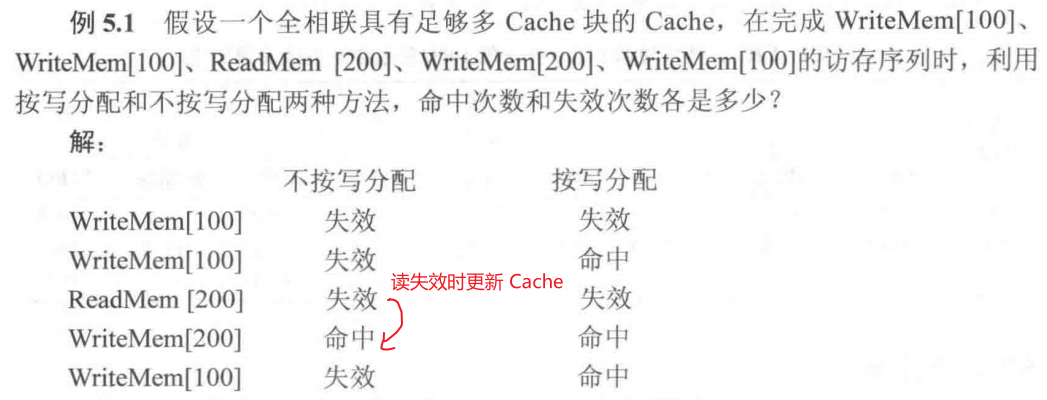 例 5.1 假设一个全相联具有足够多 Cache 块的 Cache，在完成 WriteMem[100]、
WriteMem[100]、ReadMem [200]、WriteMem[200]、WriteMem[100]的访存序列时，利用
按写分配和不按写分配两种方法，命中次数和失效次数各是多少？
解：
不按写分配 按写分配
WriteMem[100] 失效 失效
WriteMem[100] 失效 命中
读失效时更新 Cache
ReadMem [200] 失效 失效
WriteMem[200] 命中 命中
WriteMem[100] 失效 命中